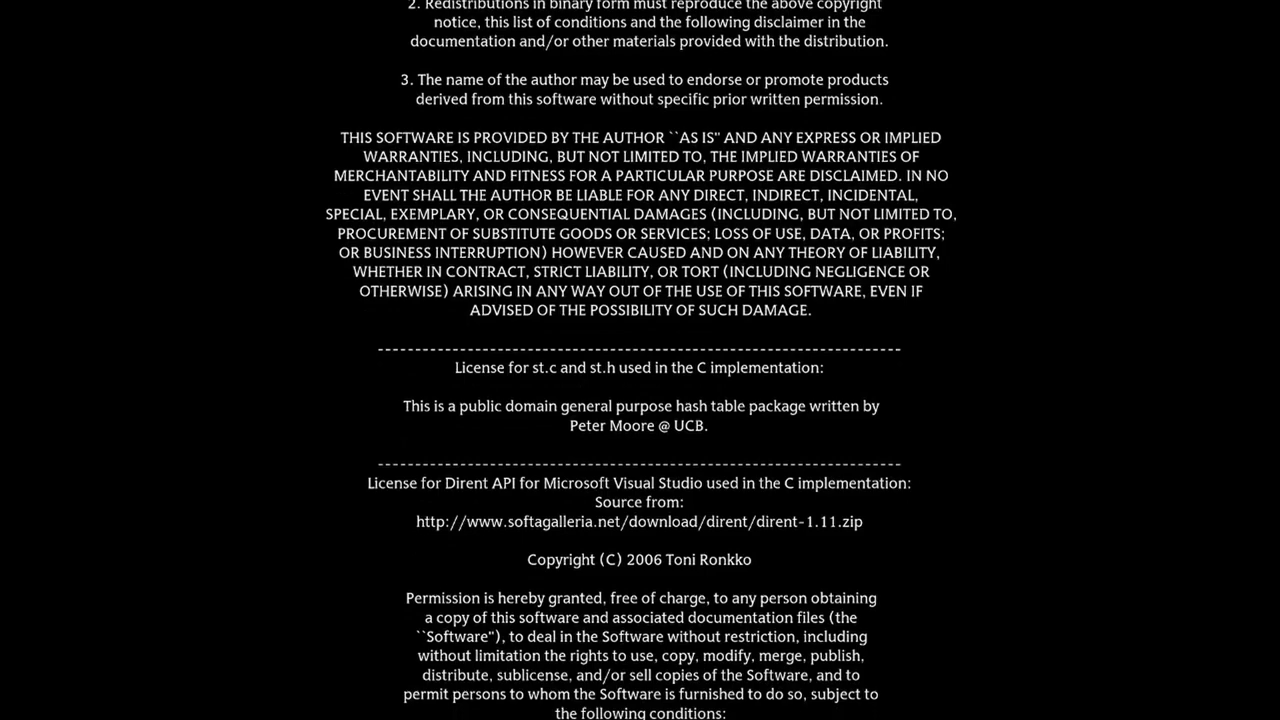 2. Redistributions in binary form must reproduce the above copyright
notice, this list of conditions and the following disclaimer in the
documentation and/or other materials provided with the distribution.
3. The name of the author may be used to endorse or promote products
derived from this software without specific prior written permission.
THIS SOFTWARE IS PROVIDED BY THE AUTHOR ``AS IS'' AND ANY EXPRESS OR IMPLIED
WARRANTIES, INCLUDING, BUT NOT LIMITED TO, THE IMPLIED WARRANTIES OF
MERCHANTABILITY AND FITNESS FOR A PARTICULAR PURPOSE ARE DISCLAIMED. IN NO
EVENT SHALL THE AUTHOR BE LIABLE FOR ANY DIRECT, INDIRECT, INCIDENTAL,
SPECIAL, EXEMPLARY, OR CONSEQUENTIAL DAMAGES (INCLUDING, BUT NOT LIMITED TO,
PROCUREMENT OF SUBSTITUTE GOODS OR SERVICES; LOSS OF USE, DATA, OR PROFITS;
OR BUSINESS INTERRUPTION) HOWEVER CAUSED AND ON ANY THEORY OF LIABILITY,
WHETHER IN CONTRACT, STRICT LIABILITY, OR TORT (INCLUDING NEGLIGENCE OR
OTHERWISE) ARISING IN ANY WAY OUT OF THE USE OF THIS SOFTWARE, EVEN IF
ADVISED OF THE POSSIBILITY OF SUCH DAMAGE.
----------------------------------------------------------------------
License for st.c and st.h used in the C implementation:
This is a public domain general purpose hash table package written by
Peter Moore @ UCB.
----------------------------------------------------------------------
License for Dirent API for Microsoft Visual Studio used in the C implementation:
Source from:
http://www.softagalleria.net/download/dirent/dirent-1.11.zip
Copyright (C) 2006 Toni Ronkko
Permission is hereby granted, free of charge, to any person obtaining
a copy of this software and associated documentation files (the
``Software''), to deal in the Software without restriction, including
without limitation the rights to use, copy, modify, merge, publish,
distribute, sublicense, and/or sell copies of the Software, and to
permit persons to whom the Software is furnished to do so, subject to
the following conditions: